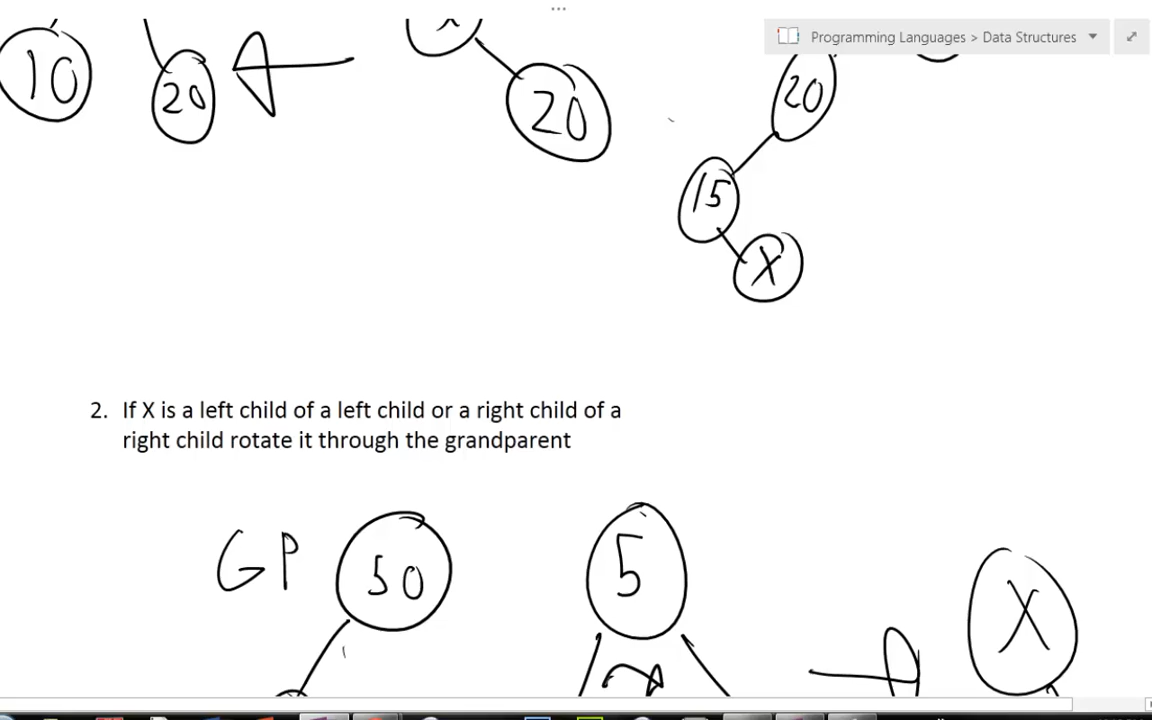 Programming Languages > Data Structures
10
20
20
20
15
X
2. If X is a left child of a left child or a right child of a
right child rotate it through the grandparent
GP
50
5
X